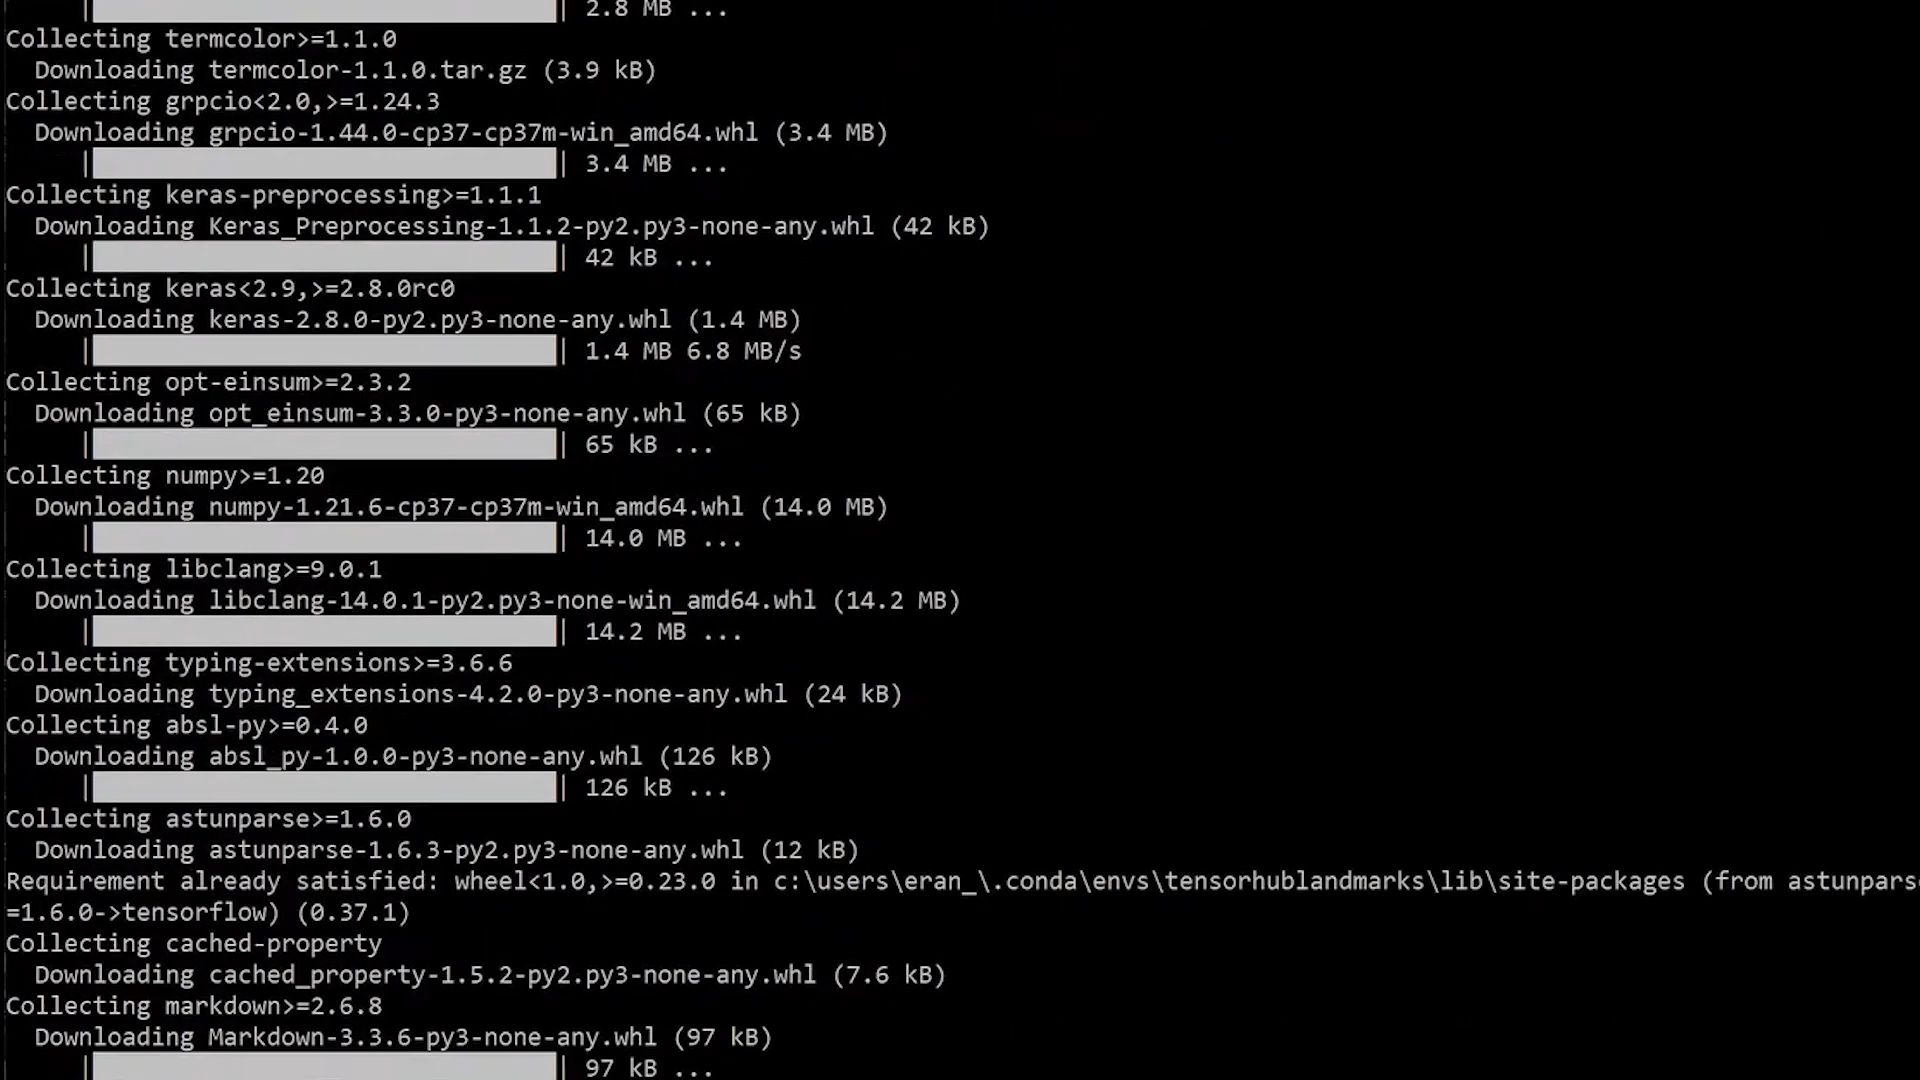 | | 2.8 MB ...
Collecting termcolor>=1.1.0
Downloading termcolor-1.1.0.tar.gz (3.9 kB)
Collecting grpcio<2.0,>=1.24.3
Downloading grpcio-1.44.0-cp37-cp37m-win_amd64.whl (3.4 MB)
| | 3.4 MB ...
Collecting keras-preprocessing>=1.1.1
Downloading Keras_Preprocessing-1.1.2-py2.py3-none-any.whl (42 kB)
| | 42 kB ...
Collecting keras<2.9,>=2.8.0rc0
Downloading keras-2.8.0-py2.py3-none-any.whl (1.4 MB)
| | 1.4 MB 6.8 MB/s
Collecting opt-einsum>=2.3.2
Downloading opt_einsum-3.3.0-py3-none-any.whl (65 kB)
| | 65 kB ...
Collecting numpy>=1.20
Downloading numpy-1.21.6-cp37-cp37m-win_amd64.whl (14.0 MB)
| | 14.0 MB ...
Collecting libclang>=9.0.1
Downloading libclang-14.0.1-py2.py3-none-win_amd64.whl (14.2 MB)
| | 14.2 MB ...
Collecting typing-extensions>=3.6.6
Downloading typing_extensions-4.2.0-py3-none-any.whl (24 kB)
Collecting absl-py>=0.4.0
Downloading absl_py-1.0.0-py3-none-any.whl (126 kB)
| | 126 kB ...
Collecting astunparse>=1.6.0
Downloading astunparse-1.6.3-py2.py3-none-any.whl (12 kB)
Requirement already satisfied: wheel<1.0,>=0.23.0 in c:\users\eran_\.conda\envs\tensorhublandmarks\lib\site-packages (from astunparse
=1.6.0->tensorflow) (0.37.1)
Collecting cached-property
Downloading cached_property-1.5.2-py2.py3-none-any.whl (7.6 kB)
Collecting markdown>=2.6.8
Downloading Markdown-3.3.6-py3-none-any.whl (97 kB)
| | 97 kB ...